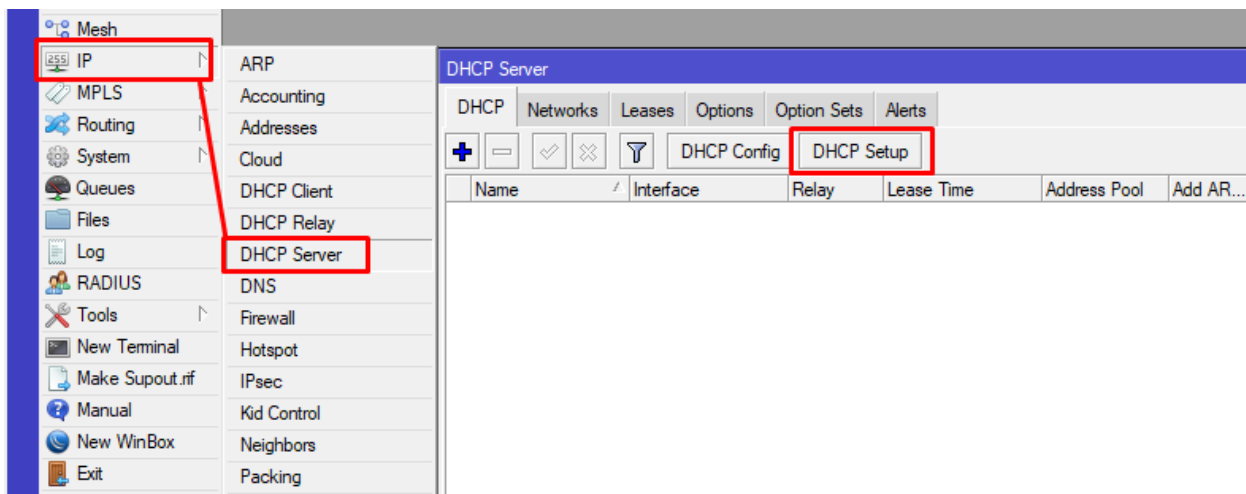 Mesh
255 IP
MPLS
Routing
System
Queues
Files
Log
RADIUS
Tools
New Terminal
Make Supout.rif
Manual
New WinBox
Exit
ARP
Accounting
Addresses
Cloud
DHCP Client
DHCP Relay
DHCP Server
DNS
Firewall
Hotspot
IPsec
Kid Control
Neighbors
Packing
DHCP Server
DHCP Networks Leases Options Option Sets Alerts
DHCP Config DHCP Setup
Name Interface Relay Lease Time Address Pool Add AR...